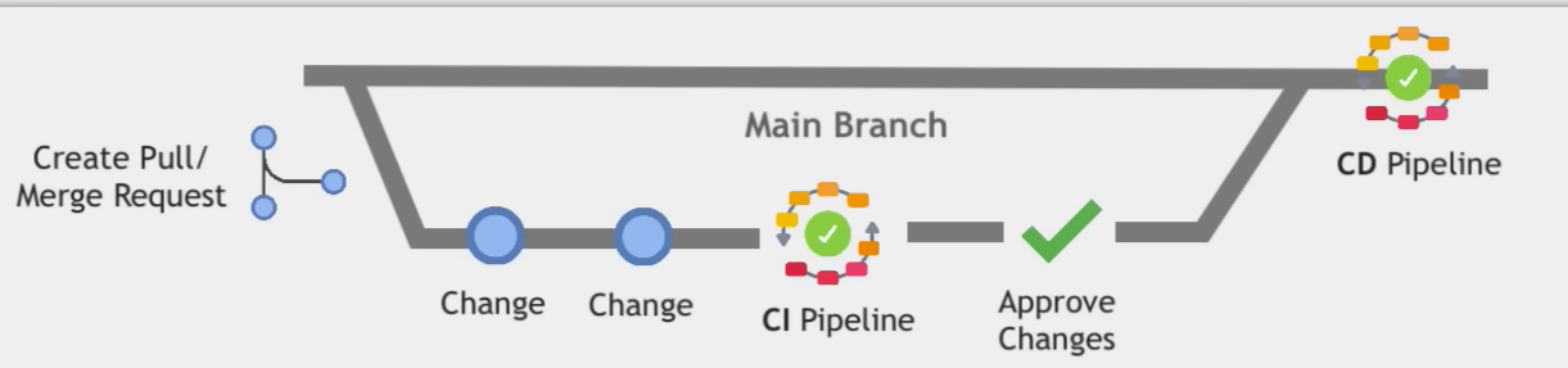 Create Pull/
Merge Request
Main Branch
Change
Change
CI Pipeline
Approve
Changes
CD Pipeline